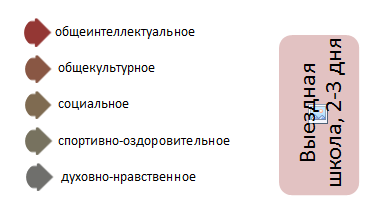 общеинтеллектуальное
общекультурное
социальное
спортивно-оздоровительное
духовно-нравственное
Выездная
школа, 2-3 дня